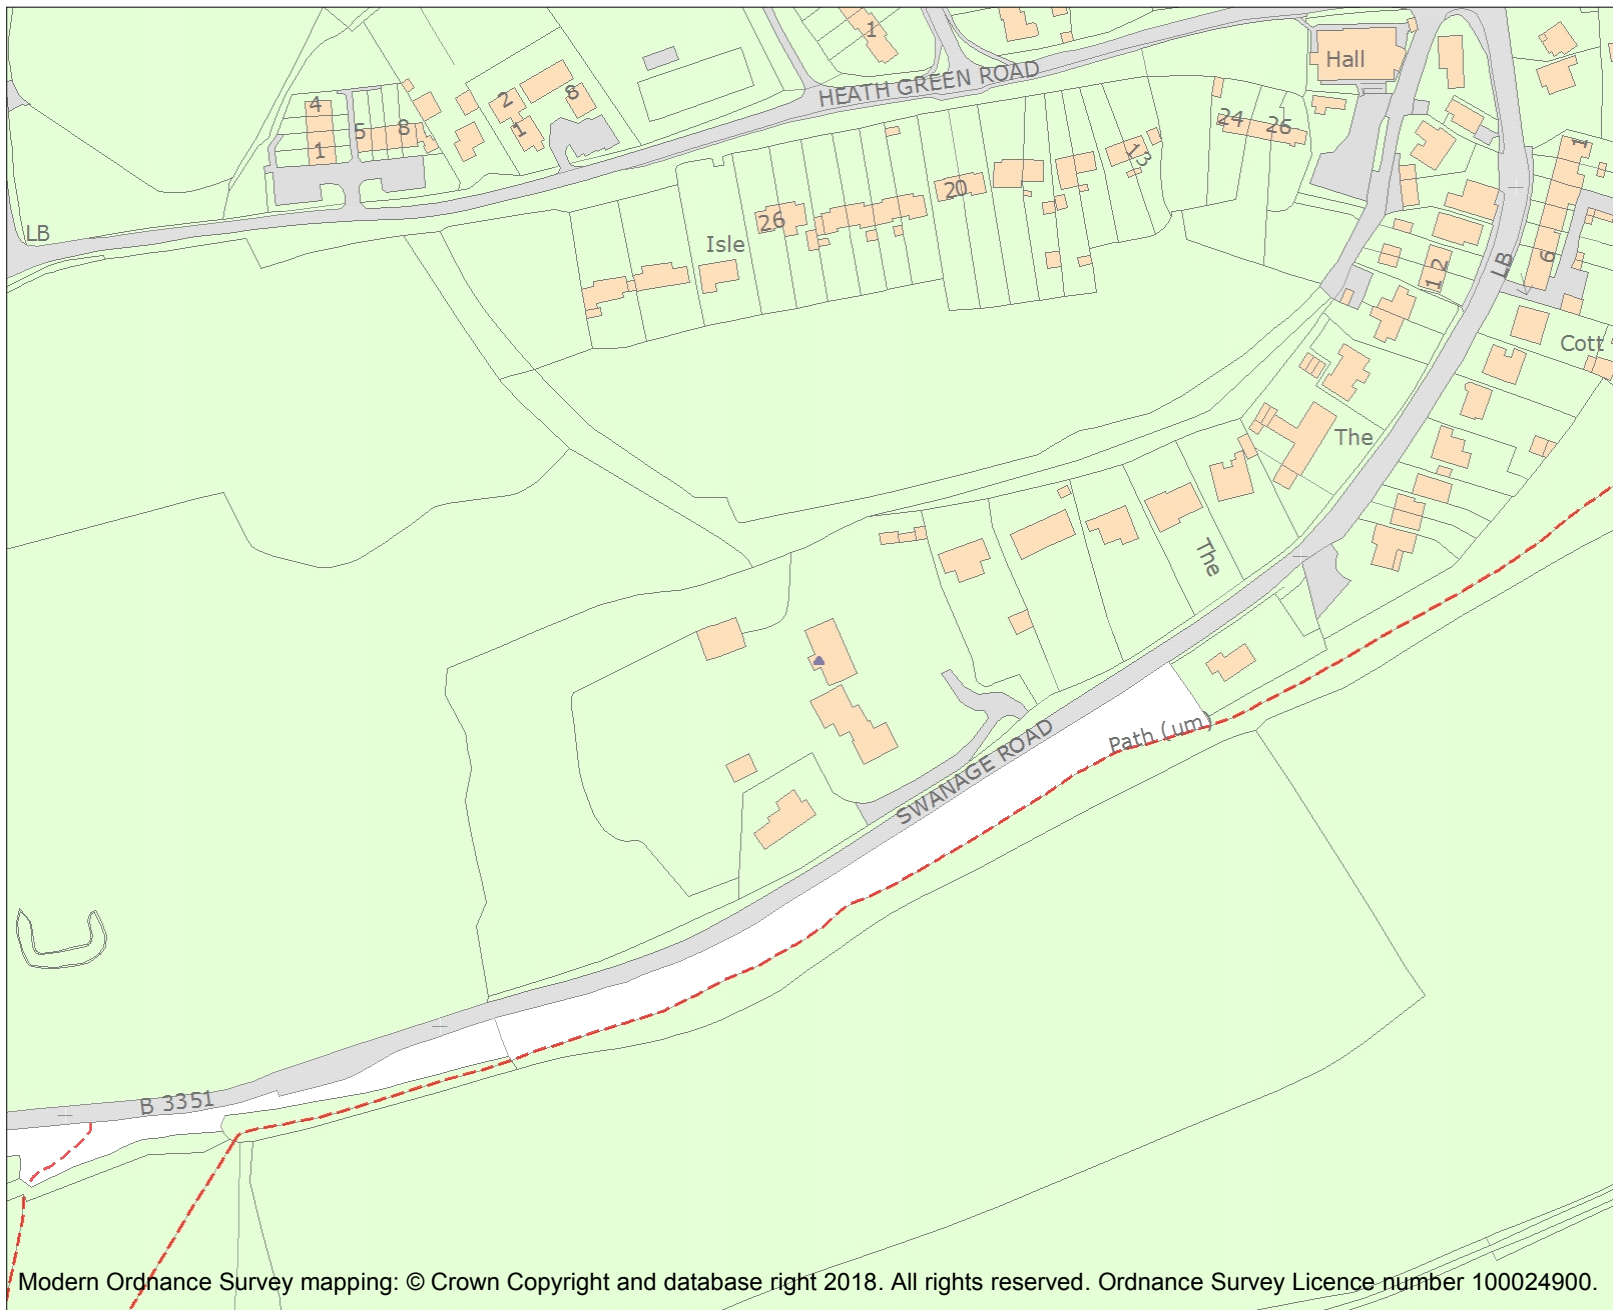 1
Hall
HEATH GREEN ROAD
4
2
8
5
8
1
1
24
26
13
1
LB
20
26
Isle
12
LB
6
Cott
The
The
Path (um)
SWANAGE ROAD
B 3351
Modern Ordnance Survey mapping: © Crown Copyright and database right 2018. All rights reserved. Ordnance Survey Licence number 100024900.